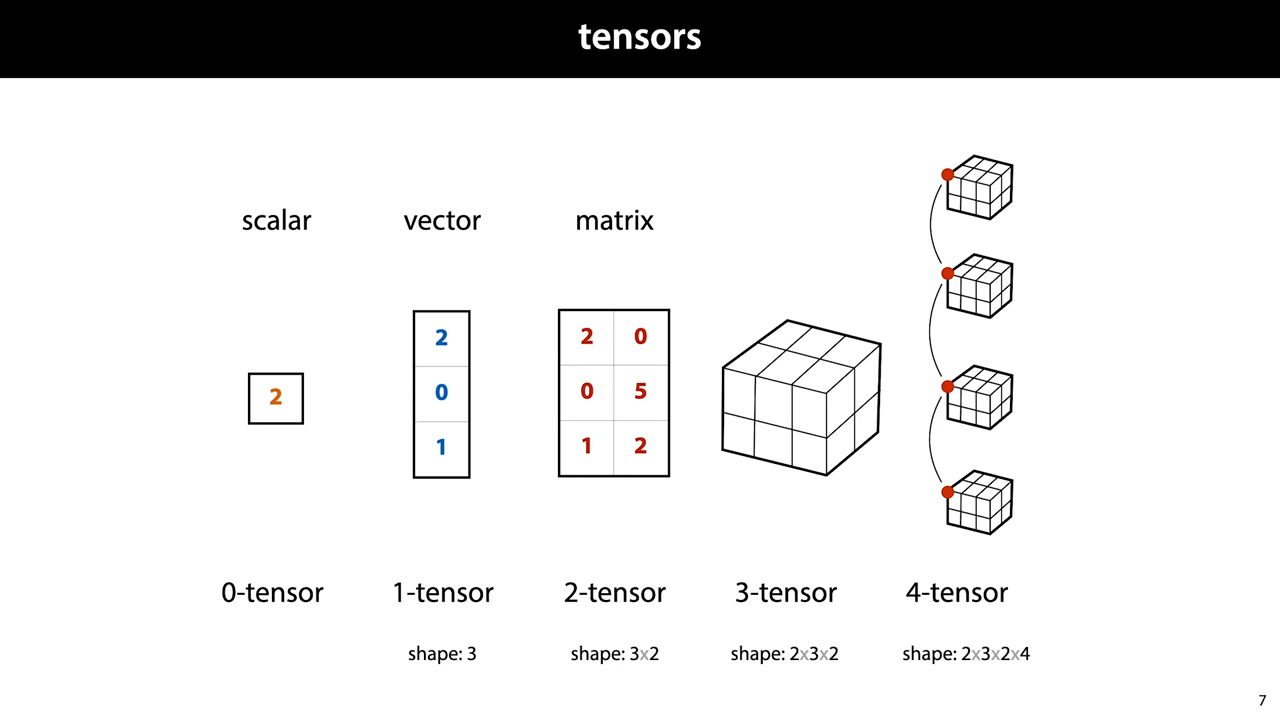 tensors
scalar
vector
matrix
2
2
0
1
2 0
0 5
1 2
0-tensor
1-tensor
2-tensor
3-tensor
4-tensor
shape: 3
shape: 3x2
shape: 2x3x2
shape: 2x3x2x4
7